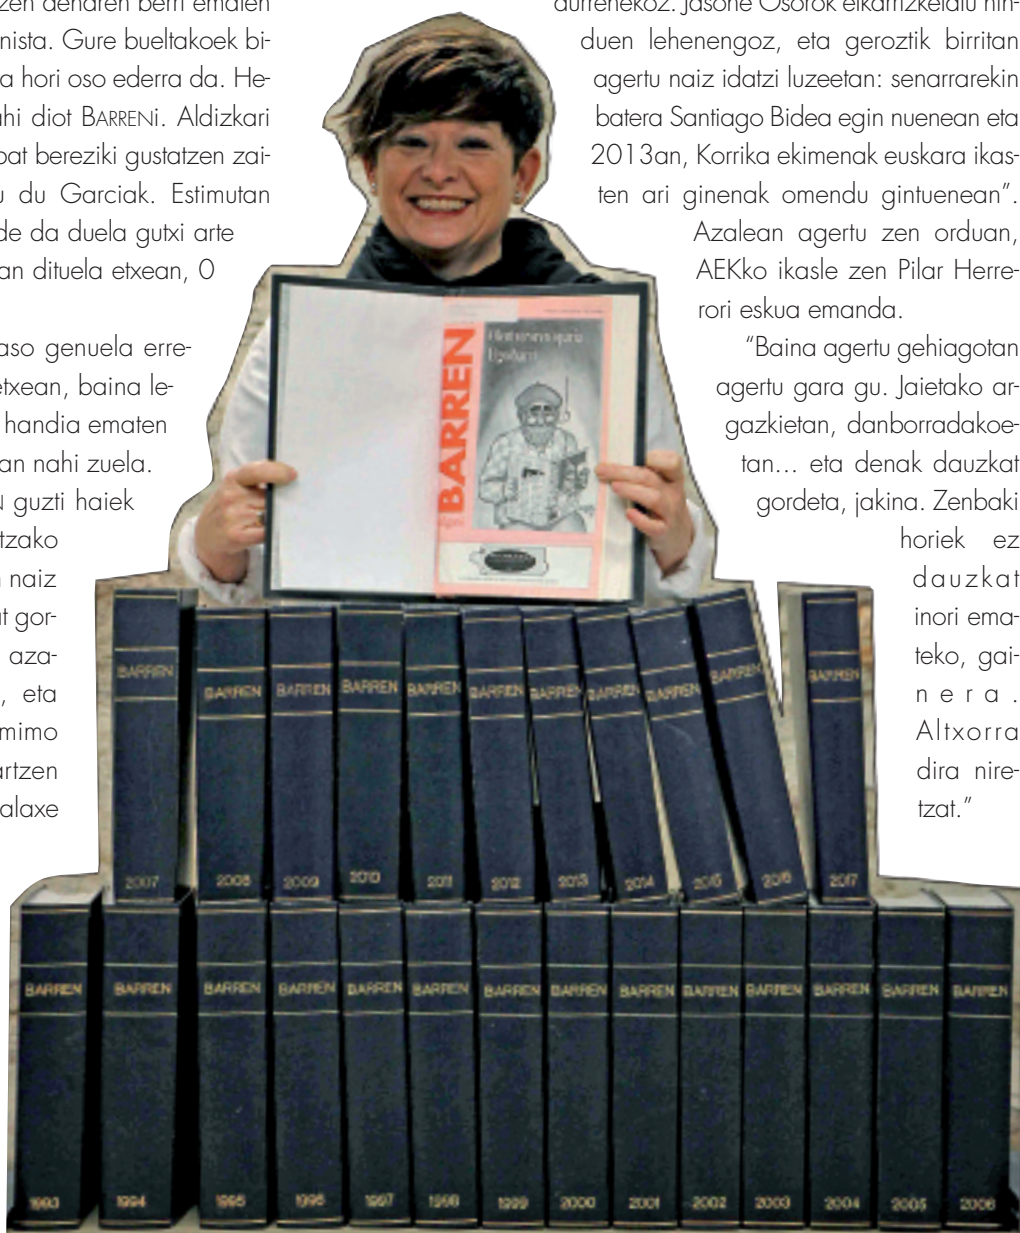 zen denaren berri ematen
nista. Gure bueltakoek bi-
a hori oso ederra da. He-
ahi diot BARRENi. Aldizkari
bat bereziki gustatzen zai-
u du Garciak. Estimutan
de da duela gutxi arte
an dituela etxean, 0
aso genuela erre-
etxean, baina le-
handia ematen
an nahi zuela.
N guzti haiek
tzako
naiz
at gor-
aza-
, eta
mimo
artzen
alaxe
aurrenekoz. Jasone Osorok elkarrizketatu nin-
duen lehenengoz, eta geroztik birritan
agertu naiz idatzi luzeetan: senarrarekin
batera Santiago Bidea egin nuenean eta
2013an, Korrika ekimenak euskara ikas-
ten ari ginenak omendu gintuenean”.
Azalean agertu zen orduan,
AEKko ikasle zen Pilar Herre-
rori eskua emanda.
“Baina agertu gehiagotan
agertu gara gu. Jaietako ar-
gazkietan, danborradakoe-
tan... eta denak dauzkat
gordeta, jakina. Zenbaki
horiek ez
dauzkat
inori ema-
teko, gai-
nera.
Altxorra
dira nire-
tzat.”
BARREN
BARREN 2007
BARREN 2008
BARREN 2009
BARREN 2010
BARREN 2011
BARREN 2012
BARREN 2013
BARREN 2014
BARREN 2015
BARREN 2016
BARREN 2017
BARREN 1993
BARREN 1994
BARREN 1995
BARREN 1996
BARREN 1997
BARREN 1998
BARREN 1999
BARREN 2000
BARREN 2001
BARREN 2002
BARREN 2003
BARREN 2004
BARREN 2005
BARREN 2006